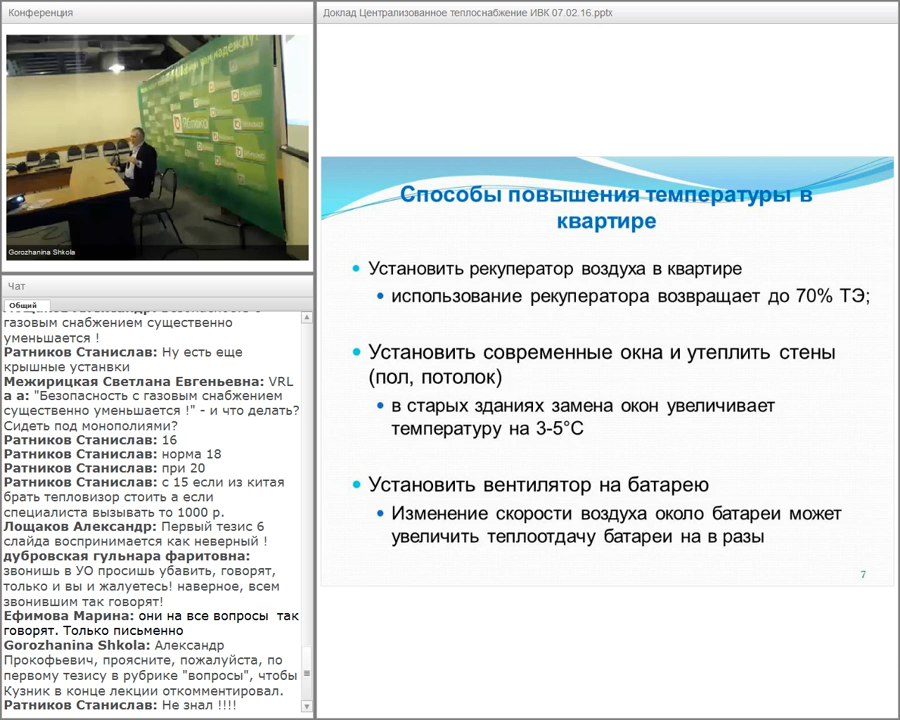 Конференция
надежду!
ЯБЛОКО
Gorozhanina Shkola
Чат
Общий
газовым снабжением существенно
уменьшается !
Ратников Станислав: Ну есть еще
крышные устанвки
Межирицкая Светлана Евгеньевна: VRL
а а: "Безопасность с газовым снабжением
существенно уменьшается !" - и что делать?
Сидеть под монополиями?
Ратников Станислав: 16
Ратников Станислав: норма 18
Ратников Станислав: при 20
Ратников Станислав: с 15 если из китая
брать тепловизор стоить а если
специалиста вызывать то 1000 р.
Лощаков Александр: Первый тезис 6
слайда воспринимается как неверный !
дубровская гульнара фаритовна:
звонишь в УО просишь убавить, говорят,
только и вы и жалуетесь! наверное, всем
звонившим так говорят!
Ефимова Марина: они на все вопросы так
говорят. Только письменно
Gorozhanina Shkola: Александр
Прокофьевич, проясните, пожалуйста, по
первому тезису в рубрике "вопросы", чтобы
Кузник в конце лекции откомментировал.
Ратников Станислав: Не знал !!!!
Доклад Централизованное теплоснабжение ИВК 07.02.16.pptx
Способы повышения температуры в
квартире
Установить рекуператор воздуха в квартире
использование рекуператора возвращает до 70% ТЭ;
Установить современные окна и утеплить стены
(пол, потолок)
в старых зданиях замена окон увеличивает
температуру на 3-5°С
Установить вентилятор на батарею
Изменение скорости воздуха около батареи может
увеличить теплоотдачу батареи на в разы
7